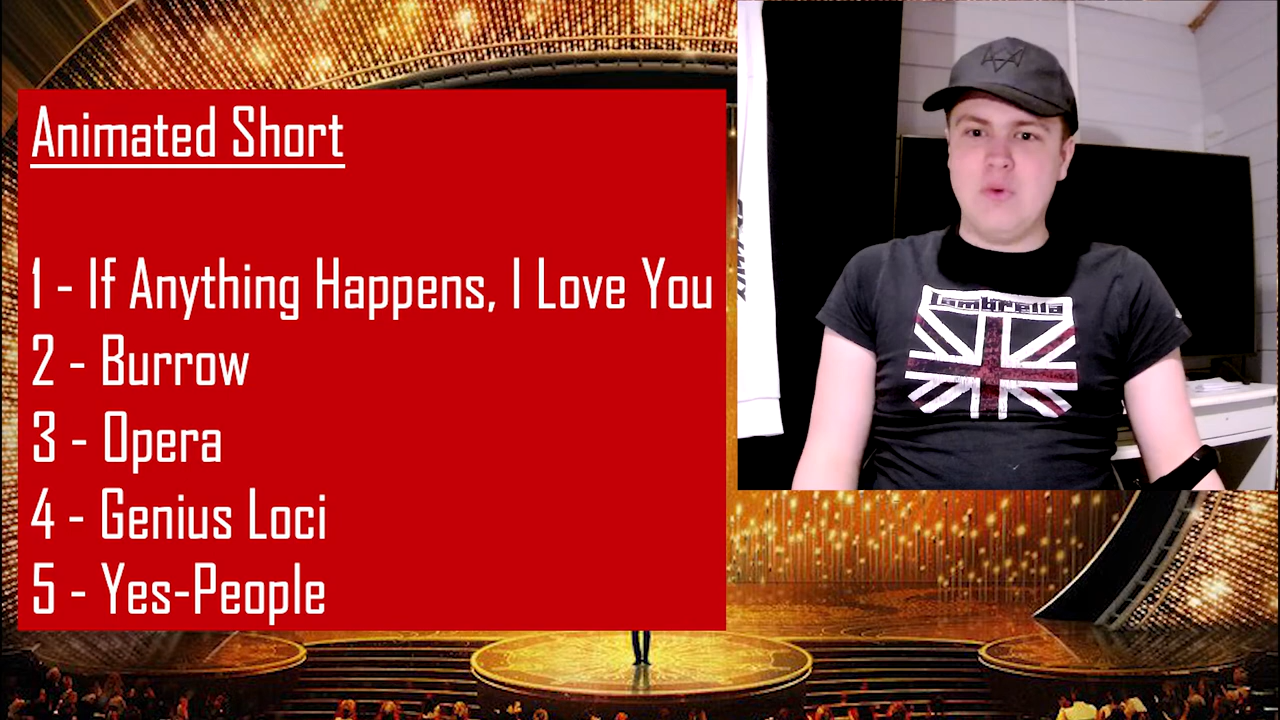 Animated Short
1 - If Anything Happens, I Love You
2 - Burrow
3 - Opera
4 - Genius Loci
5 - Yes-People
lambretta